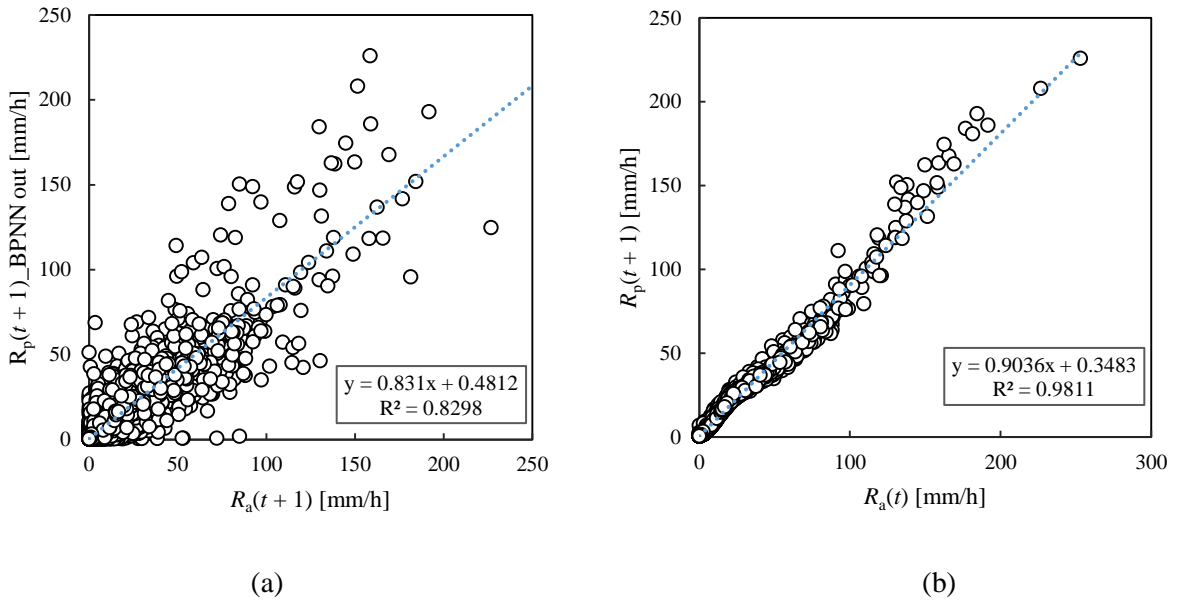 250
200
150
100
50
0
0 50 100 150 200 250
Rp(t + 1)_BPNN out [mm/h]
Ra(t + 1) [mm/h]
y = 0.831x + 0.4812
R² = 0.8298
(a)
250
200
150
100
50
0
0 100 200 300
Rp(t + 1) [mm/h]
Ra(t) [mm/h]
y = 0.9036x + 0.3483
R² = 0.9811
(b)